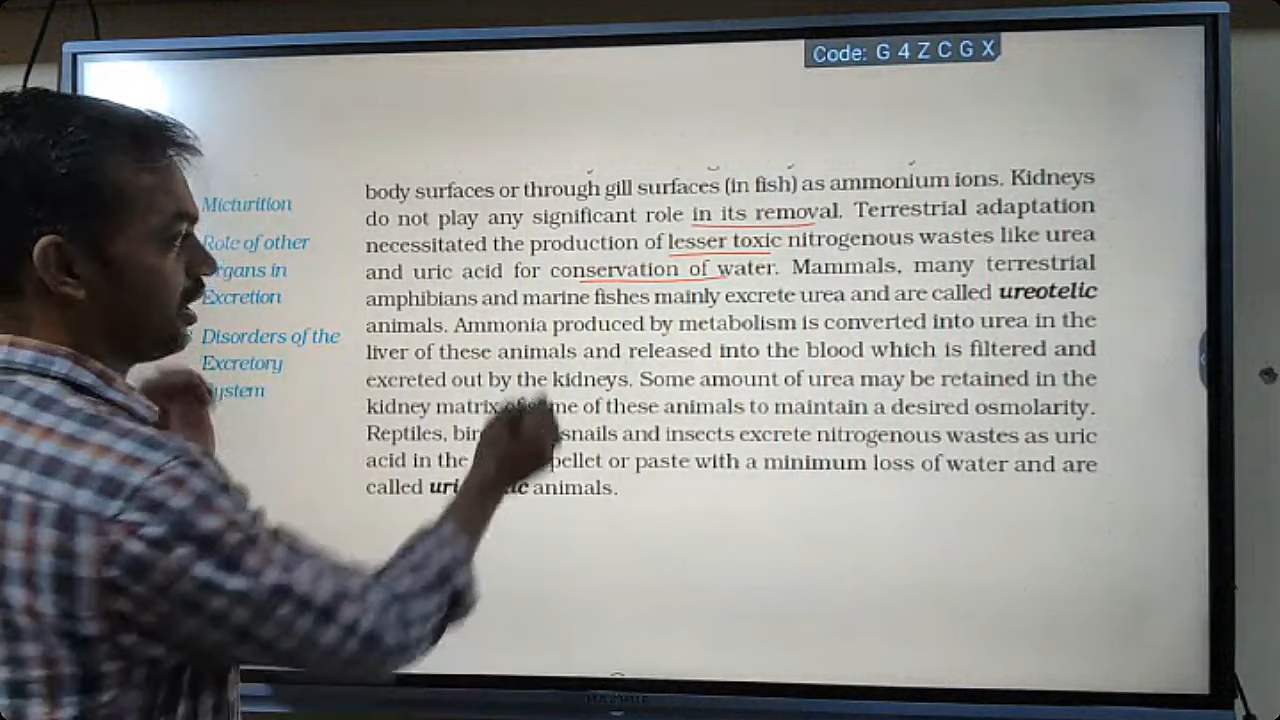 Code: G 4 Z C G X
Micturition
Role of other
Organs in
Excretion
Disorders of the
Excretory
System
body surfaces or through gill surfaces (in fish) as ammonium ions. Kidneys
do not play any significant role in its removal. Terrestrial adaptation
necessitated the production of lesser toxic nitrogenous wastes like urea
and uric acid for conservation of water. Mammals, many terrestrial
amphibians and marine fishes mainly excrete urea and are called ureotelic
animals. Ammonia produced by metabolism is converted into urea in the
liver of these animals and released into the blood which is filtered and
excreted out by the kidneys. Some amount of urea may be retained in the
kidney matrix of some of these animals to maintain a desired osmolarity.
Reptiles, snails and insects excrete nitrogenous wastes as uric
acid in the pellet or paste with a minimum loss of water and are
called animals.